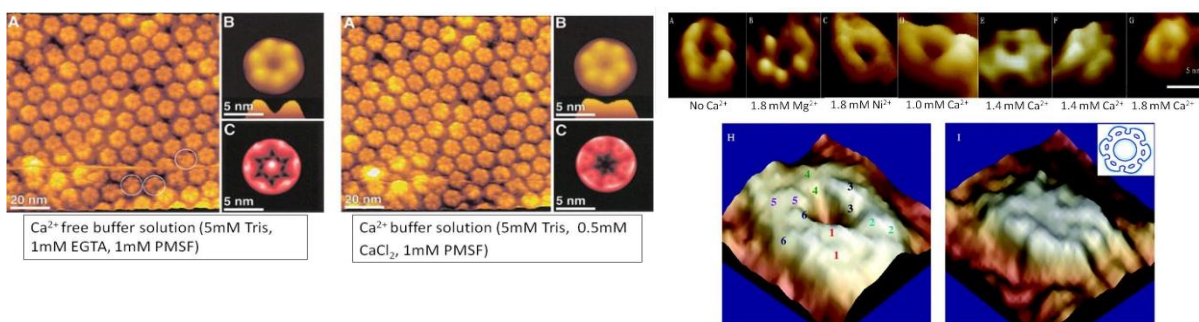 A
20 nm
B
5 nm
C
5 nm
Ca²⁺ free buffer solution (5mM Tris,
1mM EGTA, 1mM PMSF)
A
20 nm
B
5 nm
C
5 nm
Ca²⁺ buffer solution (5mM Tris, 0.5mM
CaCl₂, 1mM PMSF)
A B C D E F G
5 nm
No Ca²⁺ 1.8 mM Mg²⁺ 1.8 mM Ni²⁺ 1.0 mM Ca²⁺ 1.4 mM Ca²⁺ 1.4 mM Ca²⁺ 1.8 mM Ca²⁺
H
4
4 3
5 5 3
6 2
1 2
6
1
I